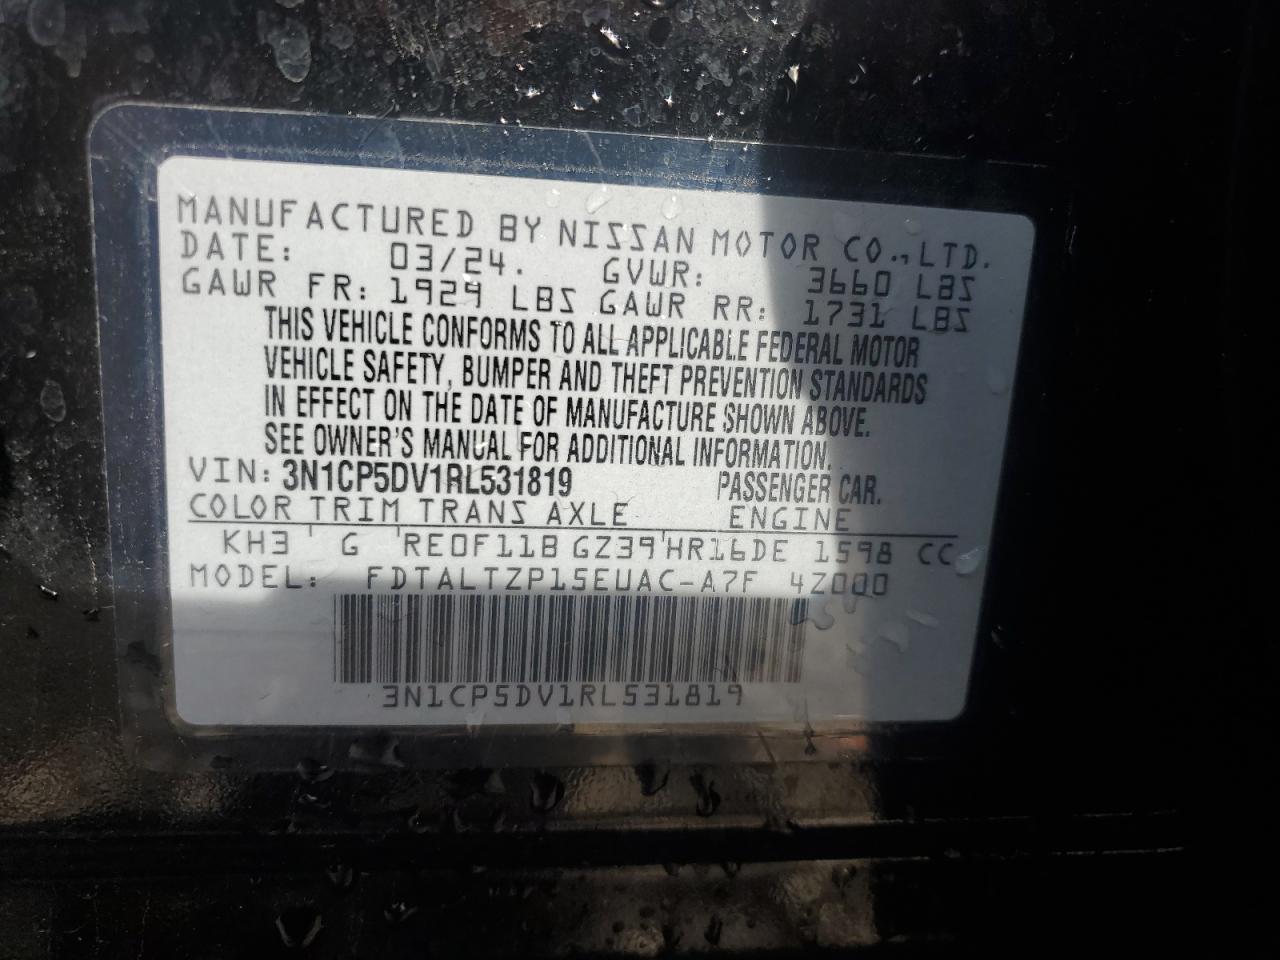 MANUFACTURED BY NISSAN MOTOR CO.,LTD.
DATE: 03/24. GVWR: 3660 LBS
GAWR FR: 1929 LBS GAWR RR: 1731 LBS
THIS VEHICLE CONFORMS TO ALL APPLICABLE FEDERAL MOTOR
VEHICLE SAFETY, BUMPER AND THEFT PREVENTION STANDARDS
IN EFFECT ON THE DATE OF MANUFACTURE SHOWN ABOVE.
SEE OWNER'S MANUAL FOR ADDITIONAL INFORMATION.
VIN: 3N1CP5DV1RL531819 PASSENGER CAR.
COLOR TRIM TRANS AXLE ENGINE
KH3 ' G ' RE0F11B GZ39'HR16DE 1598 CC
MODEL: FDTALTZP15EUAC-A7F 4Z000
3N1CP5DV1RL531819